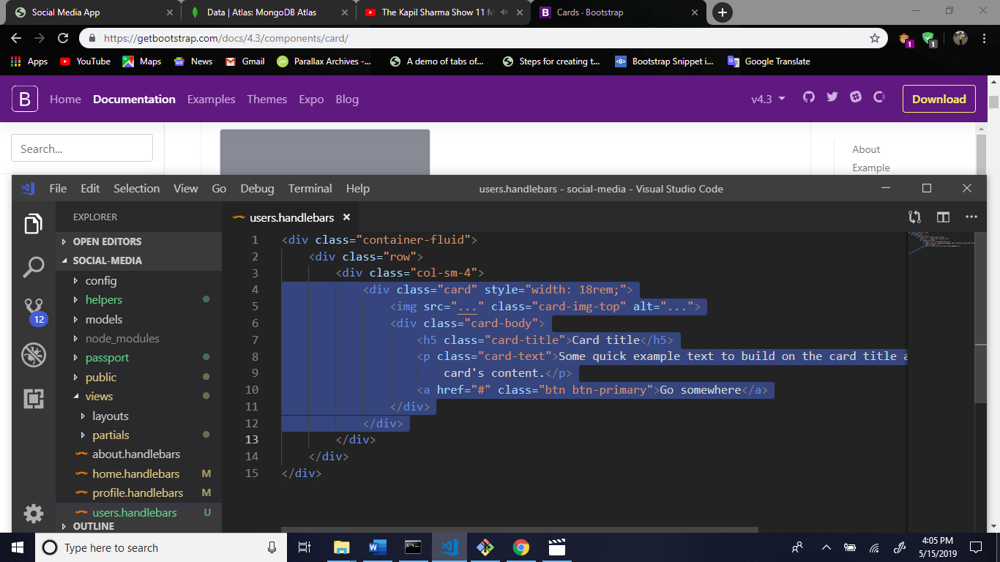 Social Media App
Data | Atlas: MongoDB Atlas
The Kapil Sharma Show 11 M
B Cards · Bootstrap
https://getbootstrap.com/docs/4.3/components/card/
1 1
Apps YouTube Maps News Gmail Parallax Archives -... A demo of tabs of... Steps for creating t... <B> Bootstrap Snippet i... Google Translate
B Home Documentation Examples Themes Expo Blog v4.3 Download
Search...
About
Example
File Edit Selection View Go Debug Terminal Help users.handlebars - social-media - Visual Studio Code
EXPLORER
OPEN EDITORS
SOCIAL-MEDIA
config
helpers
models
node_modules
passport
public
views
layouts
partials
about.handlebars
home.handlebars M
profile.handlebars M
users.handlebars U
OUTLINE
12
users.handlebars
1 <div class="container-fluid">
2 <div class="row">
3 <div class="col-sm-4">
4 <div class="card" style="width: 18rem;">
5 <img src="..." class="card-img-top" alt="...">
6 <div class="card-body">
7 <h5 class="card-title">Card title</h5>
8 <p class="card-text">Some quick example text to build on the card title a
9 card's content.</p>
10 <a href="#" class="btn btn-primary">Go somewhere</a>
11 </div>
12 </div>
13 </div>
14 </div>
15 </div>
Type here to search
4:05 PM
5/15/2019